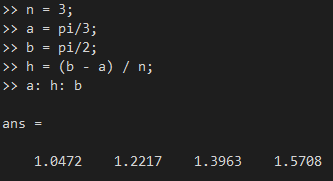 >> n = 3;
>> a = pi/3;
>> b = pi/2;
>> h = (b - a) / n;
>> a: h: b
ans =
1.0472 1.2217 1.3963 1.5708